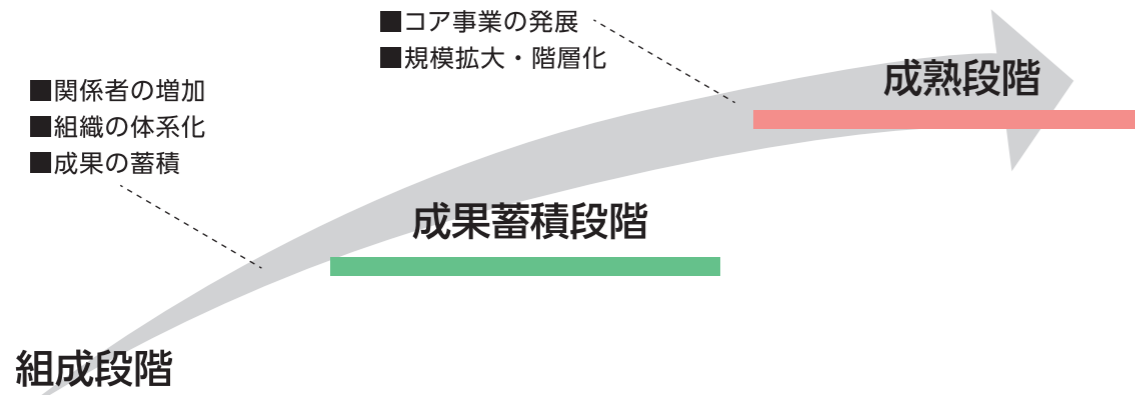 ■コア事業の発展
■規模拡大・階層化
成熟段階
■関係者の増加
■組織の体系化
■成果の蓄積
成果蓄積段階
組成段階